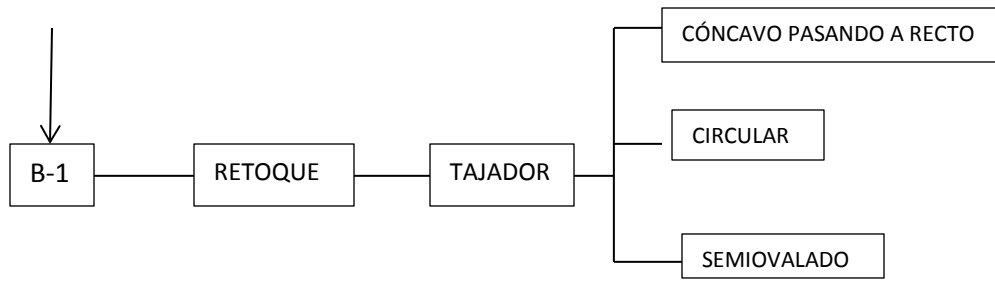 CÓNCAVO PASANDO A RECTO
CIRCULAR
B-1
RETOQUE
TAJADOR
SEMIOVALADO